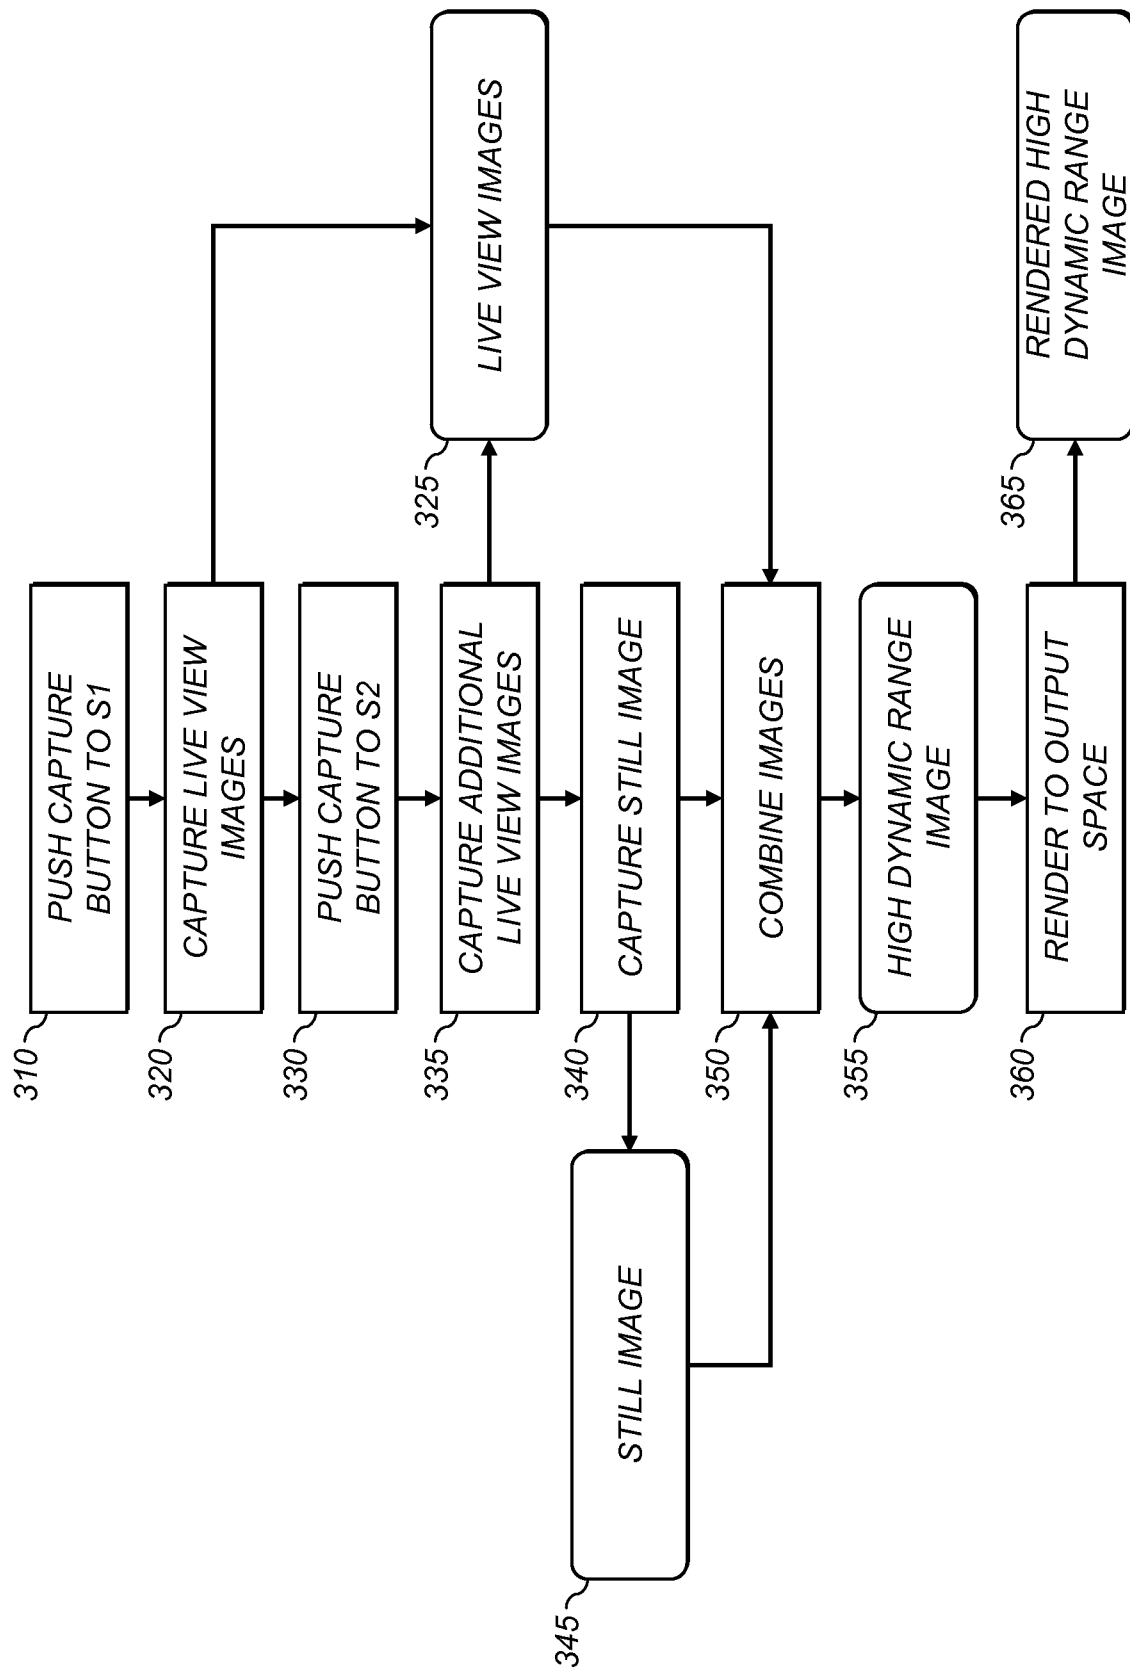 310
PUSH CAPTURE
BUTTON TO S1
320
CAPTURE LIVE VIEW
IMAGES
330
PUSH CAPTURE
BUTTON TO S2
325
LIVE VIEW IMAGES
335
CAPTURE ADDITIONAL
LIVE VIEW IMAGES
345
STILL IMAGE
340
CAPTURE STILL IMAGE
350
COMBINE IMAGES
355
HIGH DYNAMIC RANGE
IMAGE
360
RENDER TO OUTPUT
SPACE
365
RENDERED HIGH
DYNAMIC RANGE
IMAGE